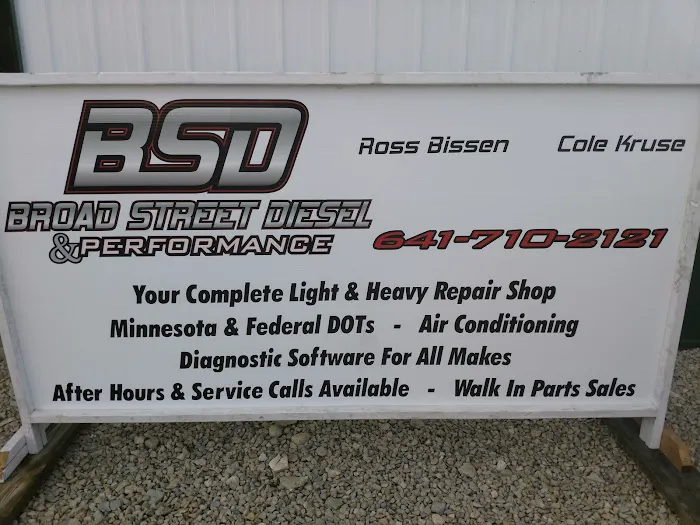 BSD
Ross Bissen
Cole Kruse
BROAD STREET DIESEL
& PERFORMANCE
641-710-2121
Your Complete Light & Heavy Repair Shop
Minnesota & Federal DOTs - Air Conditioning
Diagnostic Software For All Makes
After Hours & Service Calls Available - Walk In Parts Sales